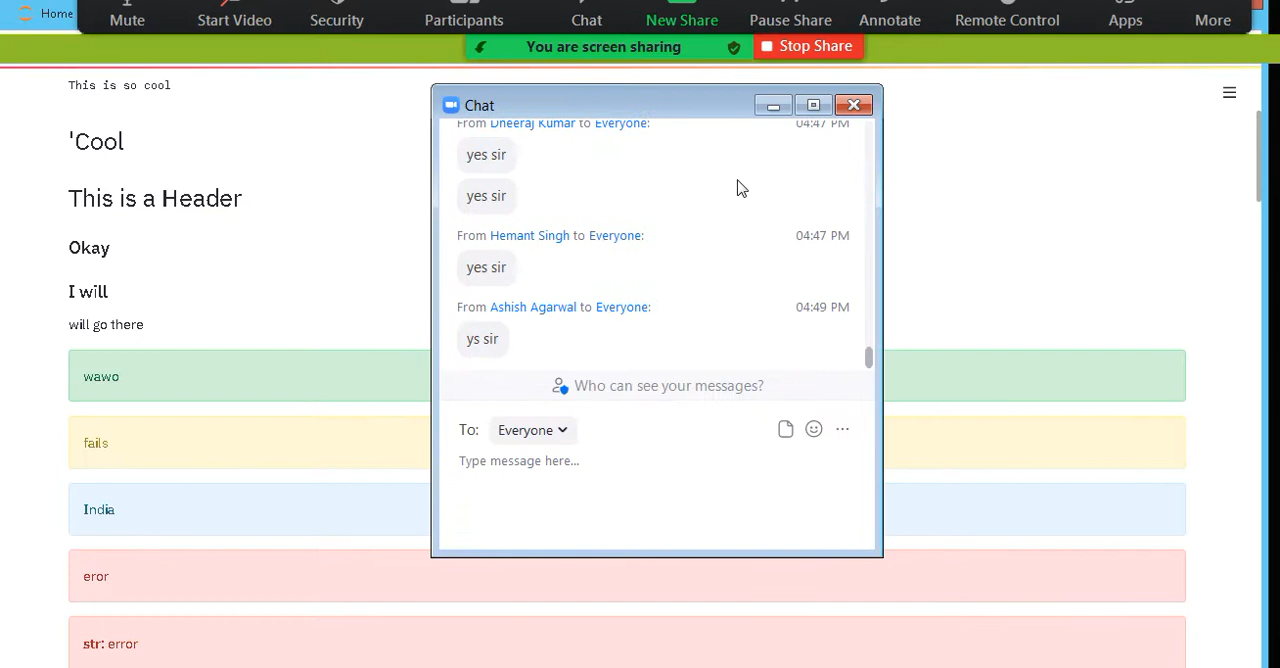 Home
Mute Start Video Security Participants Chat New Share Pause Share Annotate Remote Control Apps More
You are screen sharing Stop Share
This is so cool
'Cool
This is a Header
Okay
I will
will go there
wawo
fails
India
eror
str: error
Chat
From Dheeraj Kumar to Everyone: 04:47 PM
yes sir
yes sir
From Hemant Singh to Everyone: 04:47 PM
yes sir
From Ashish Agarwal to Everyone: 04:49 PM
ys sir
Who can see your messages?
To: Everyone
Type message here...